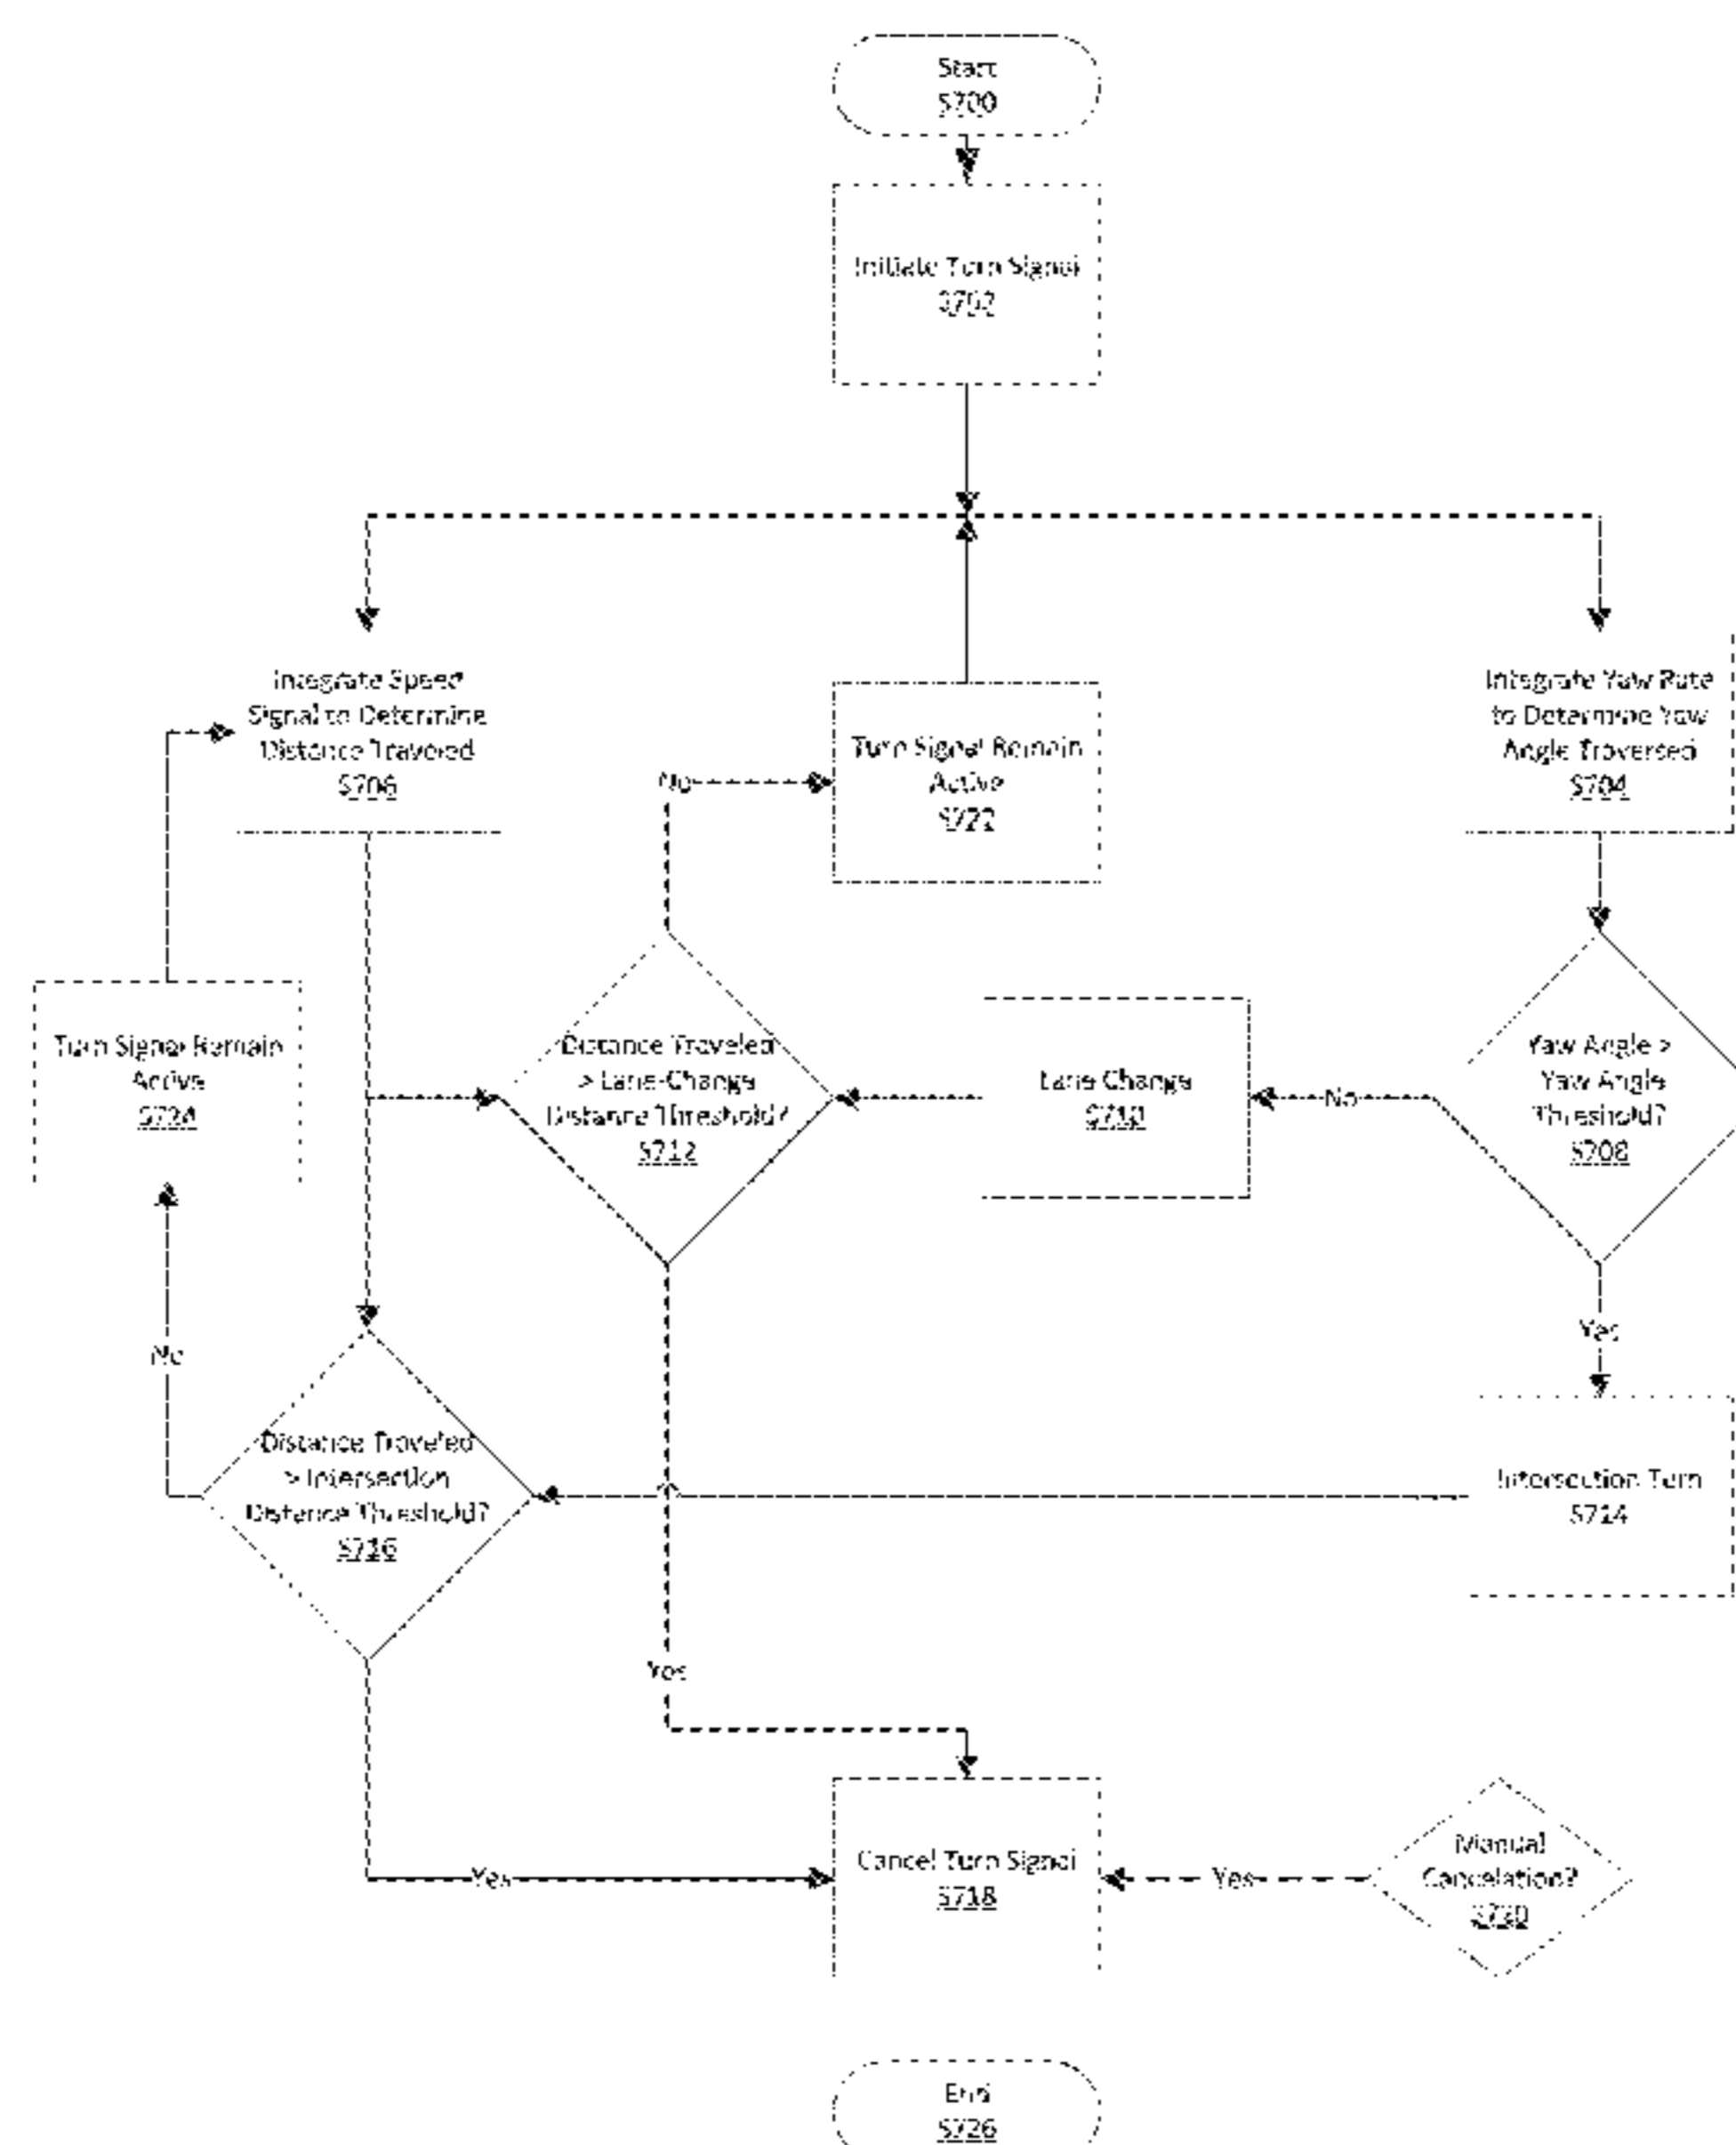 Start
S700
Initiate Turn Signal
S702
Integrate Speed
Signal to Determine
Distance Traveled
S706
Turn Signal Remain
Active
S722
Integrate Yaw Rate
to Determine Yaw
Angle Traversed
S704
No
Turn Signal Remain
Active
S724
Distance Traveled
> Lane-Change
Distance Threshold?
S712
Lane Change
S710
No
Yaw Angle >
Yaw Angle
Threshold?
S708
No
Yes
Distance Traveled
> Intersection
Distance Threshold?
S716
Intersection Turn
S714
Yes
Yes
Cancel Turn Signal
S718
Yes
Manual
Cancelation?
S720
End
S726